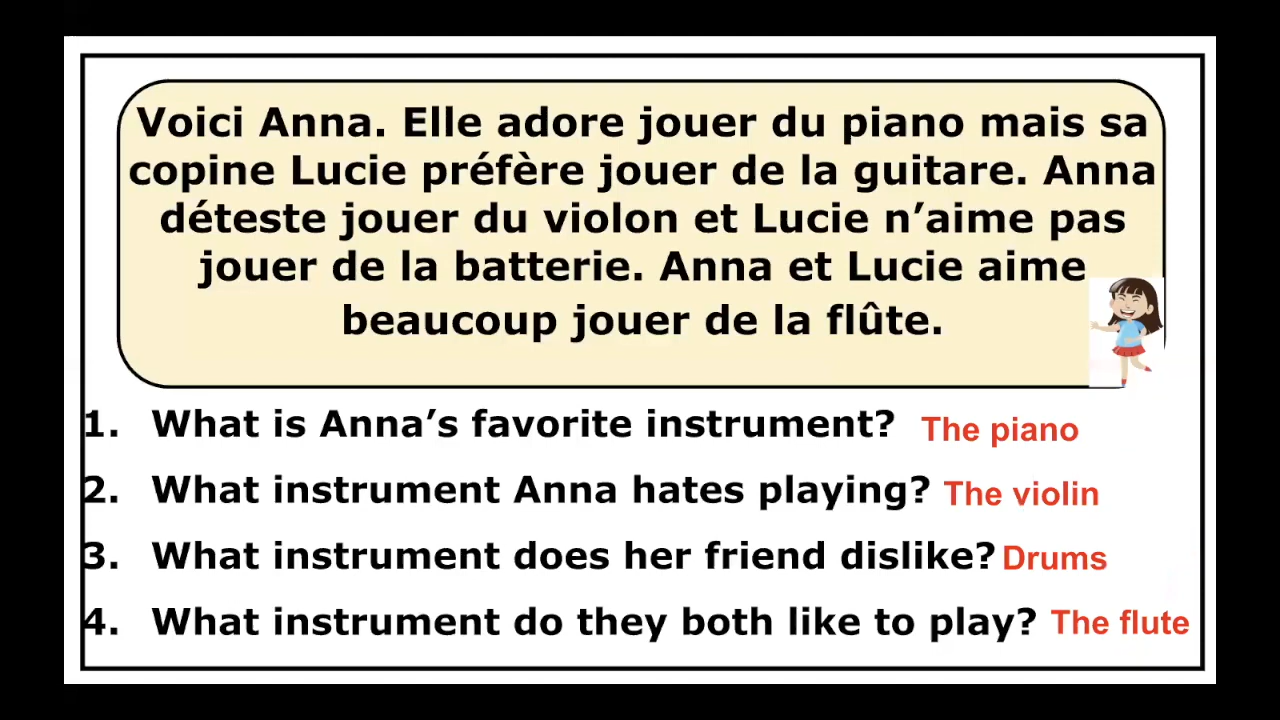 Voici Anna. Elle adore jouer du piano mais sa
copine Lucie préfère jouer de la guitare. Anna
déteste jouer du violon et Lucie n’aime pas
jouer de la batterie. Anna et Lucie aime
beaucoup jouer de la flûte.
1. What is Anna’s favorite instrument? The piano
2. What instrument Anna hates playing? The violin
3. What instrument does her friend dislike? Drums
4. What instrument do they both like to play? The flute